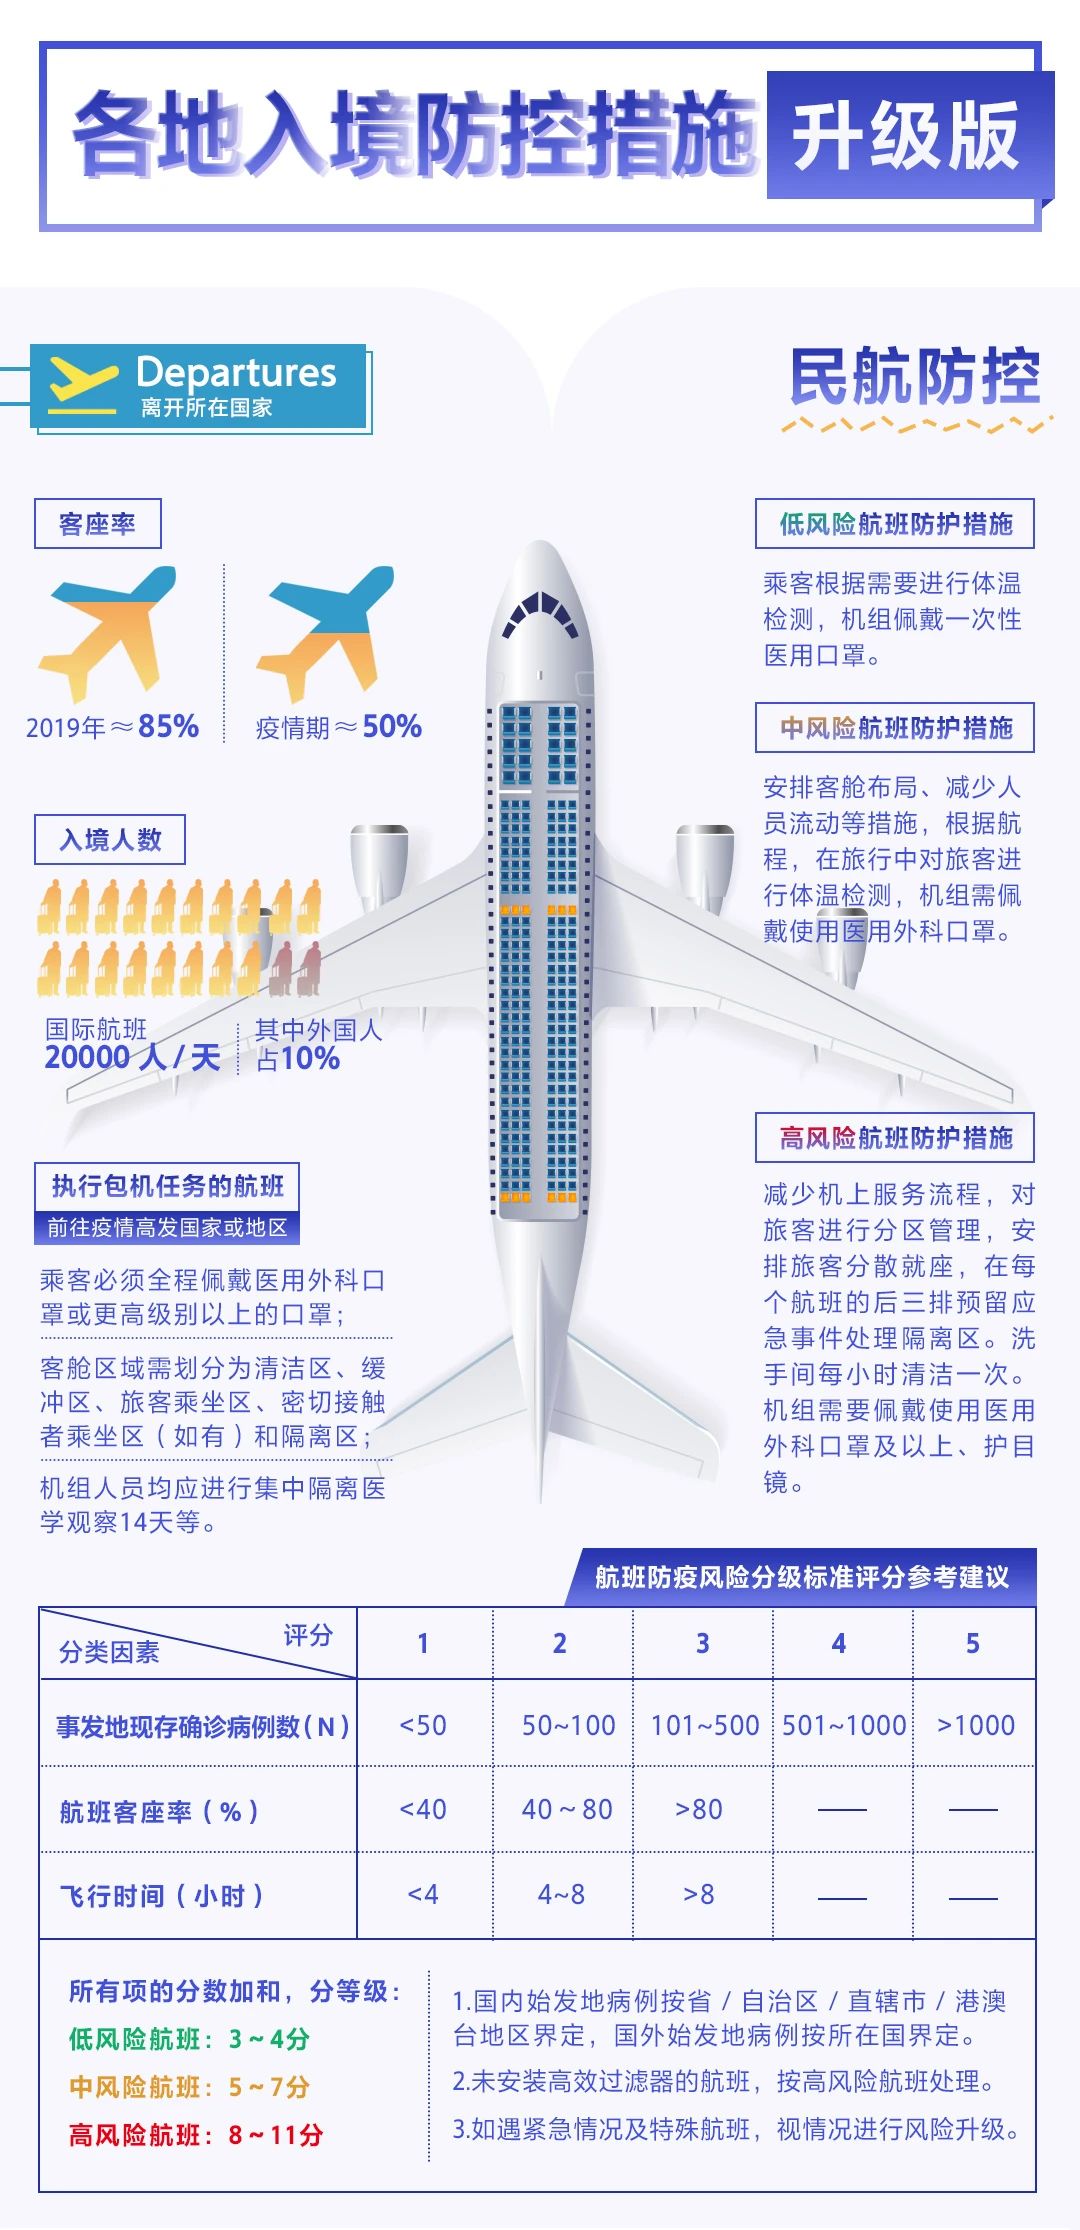 各地入境防控措施 升级版
Departures
离开所在国家
民航防控
客座率
2019年≈85%
疫情期≈50%
入境人数
国际航班
20000 人 / 天
其中外国人
占10%
执行包机任务的航班
前往疫情高发国家或地区
乘客必须全程佩戴医用外科口
罩或更高级别以上的口罩；
客舱区域需划分为清洁区、缓
冲区、旅客乘坐区、密切接触
者乘坐区（如有）和隔离区；
机组人员均应进行集中隔离医
学观察14天等。
低风险航班防护措施
乘客根据需要进行体温
检测，机组佩戴一次性
医用口罩。
中风险航班防护措施
安排客舱布局、减少人
员流动等措施，根据航
程，在旅行中对旅客进
行体温检测，机组需佩
戴使用医用外科口罩。
高风险航班防护措施
减少机上服务流程，对
旅客进行分区管理，安
排旅客分散就座，在每
个航班的后三排预留应
急事件处理隔离区。洗
手间每小时清洁一次。
机组需要佩戴使用医用
外科口罩及以上、护目
镜。
航班防疫风险分级标准评分参考建议
分类因素 评分 1 2 3 4 5
事发地现存确诊病例数(N) <50 50~100 101~500 501~1000 >1000
航班客座率（%） <40 40~80 >80 —— ——
飞行时间（小时） <4 4~8 >8 —— ——
所有项的分数加和，分等级：
低风险航班：3~4分
中风险航班：5~7分
高风险航班：8~11分
1.国内始发地病例按省 / 自治区 / 直辖市 / 港澳
台地区界定，国外始发地病例按所在国界定。
2.未安装高效过滤器的航班，按高风险航班处理。
3.如遇紧急情况及特殊航班，视情况进行风险升级。